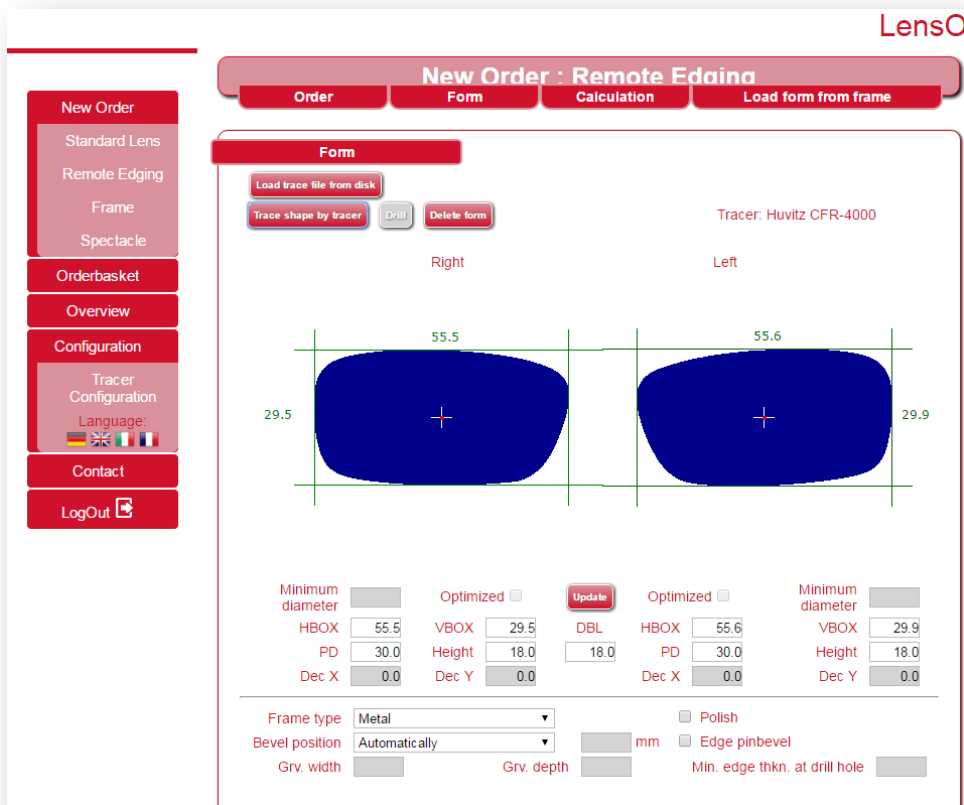 LensO
New Order : Remote Edging
Order Form Calculation Load form from frame
New Order
Standard Lens
Remote Edging
Frame
Spectacle
Orderbasket
Overview
Configuration
Tracer
Configuration
Language:
Contact
LogOut
Form
Load trace file from disk
Trace shape by tracer Drill Delete form Tracer: Huvitz CFR-4000
Right Left
55.5 55.6
29.5 29.9
Minimum
diameter Optimized Update Optimized Minimum
diameter
HBOX 55.5 VBOX 29.5 DBL HBOX 55.6 VBOX 29.9
PD 30.0 Height 18.0 18.0 PD 30.0 Height 18.0
Dec X 0.0 Dec Y 0.0 Dec X 0.0 Dec Y 0.0
Frame type Metal Polish
Bevel position Automatically mm Edge pinbevel
Grv. width Grv. depth Min. edge thkn. at drill hole